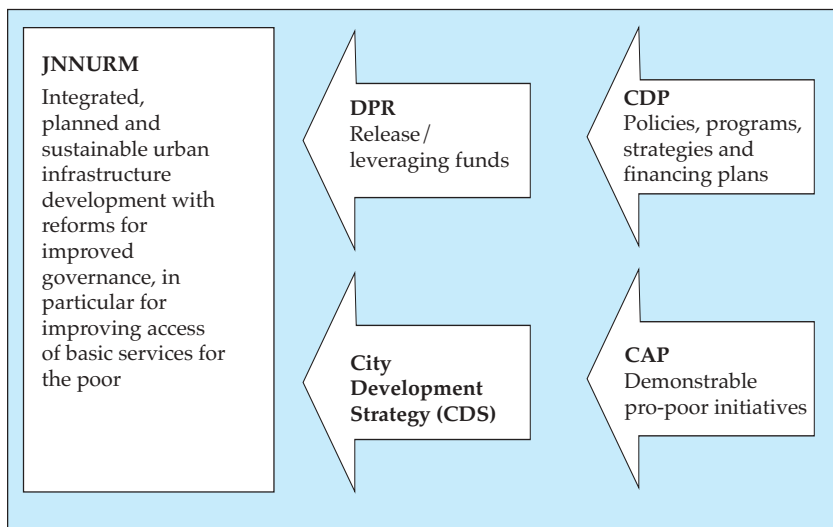 JNNURM
Integrated,
planned and
sustainable urban
infrastructure
development with
reforms for
improved
governance, in
particular for
improving access
of basic services for
the poor
DPR
Release/
leveraging funds
CDP
Policies, programs,
strategies and
financing plans
City
Development
Strategy (CDS)
CAP
Demonstrable
pro-poor initiatives